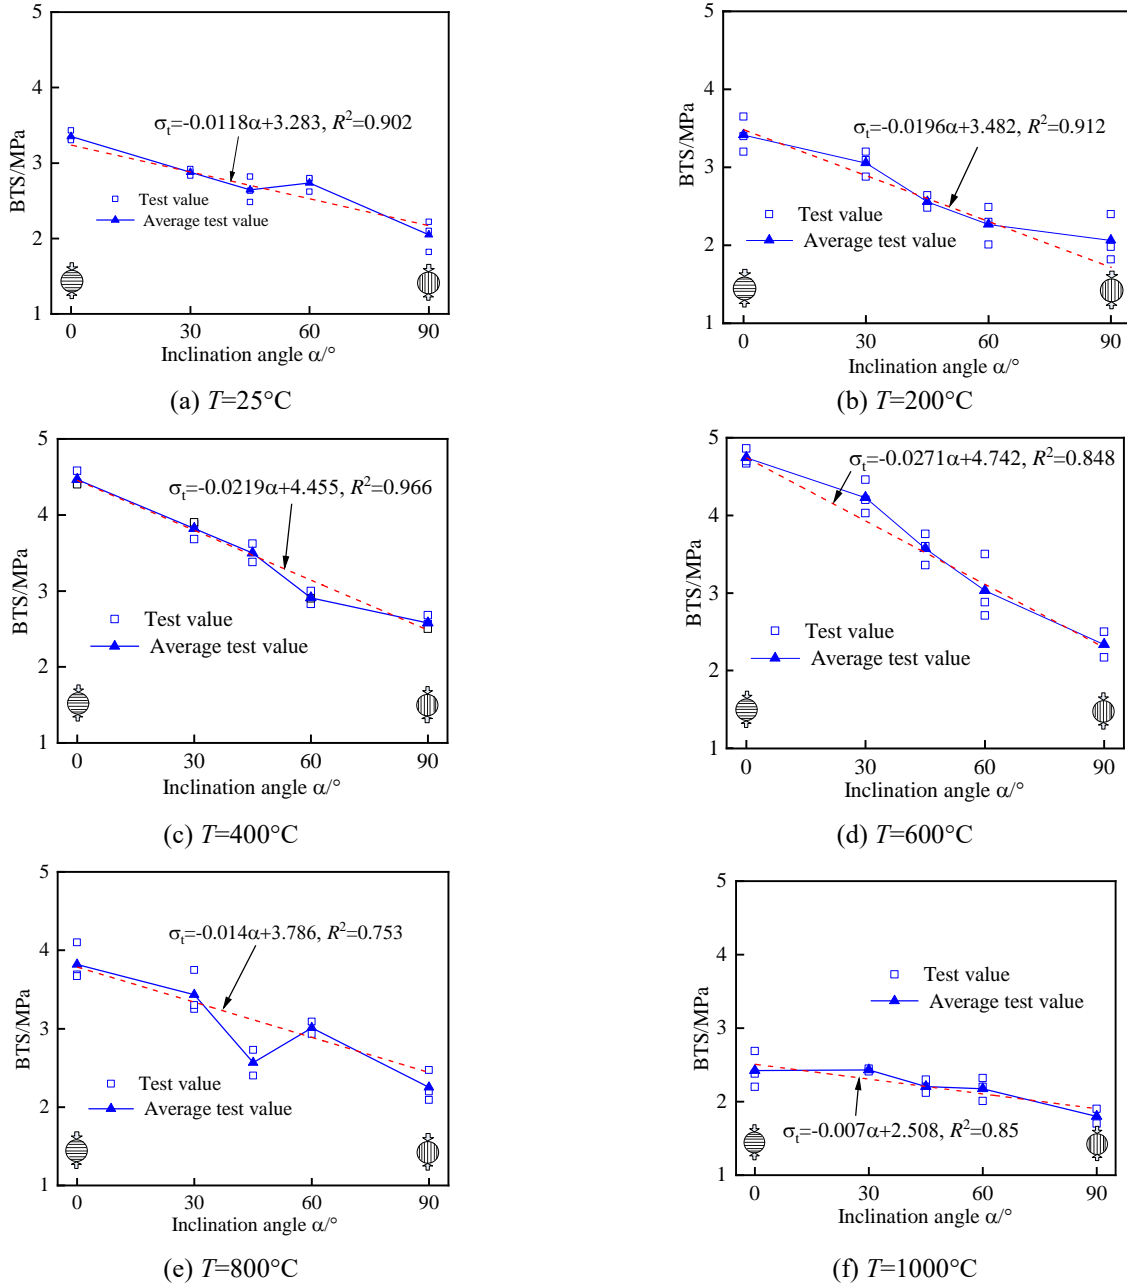 5
4
3
2
1
BTS/MPa
σt=-0.0118α+3.283, R²=0.902
Test value
Average test value
0 30 60 90
Inclination angle α/°
(a) T=25°C
5
4
3
2
1
BTS/MPa
σt=-0.0196α+3.482, R²=0.912
Test value
Average test value
0 30 60 90
Inclination angle α/°
(b) T=200°C
5
4
3
2
1
BTS/MPa
σt=-0.0219α+4.455, R²=0.966
Test value
Average test value
0 30 60 90
Inclination angle α/°
(c) T=400°C
5
4
3
2
1
BTS/MPa
σt=-0.0271α+4.742, R²=0.848
Test value
Average test value
0 30 60 90
Inclination angle α/°
(d) T=600°C
5
4
3
2
1
BTS/MPa
σt=-0.014α+3.786, R²=0.753
Test value
Average test value
0 30 60 90
Inclination angle α/°
(e) T=800°C
5
4
3
2
1
BTS/MPa
Test value
Average test value
σt=-0.007α+2.508, R²=0.85
0 30 60 90
Inclination angle α/°
(f) T=1000°C